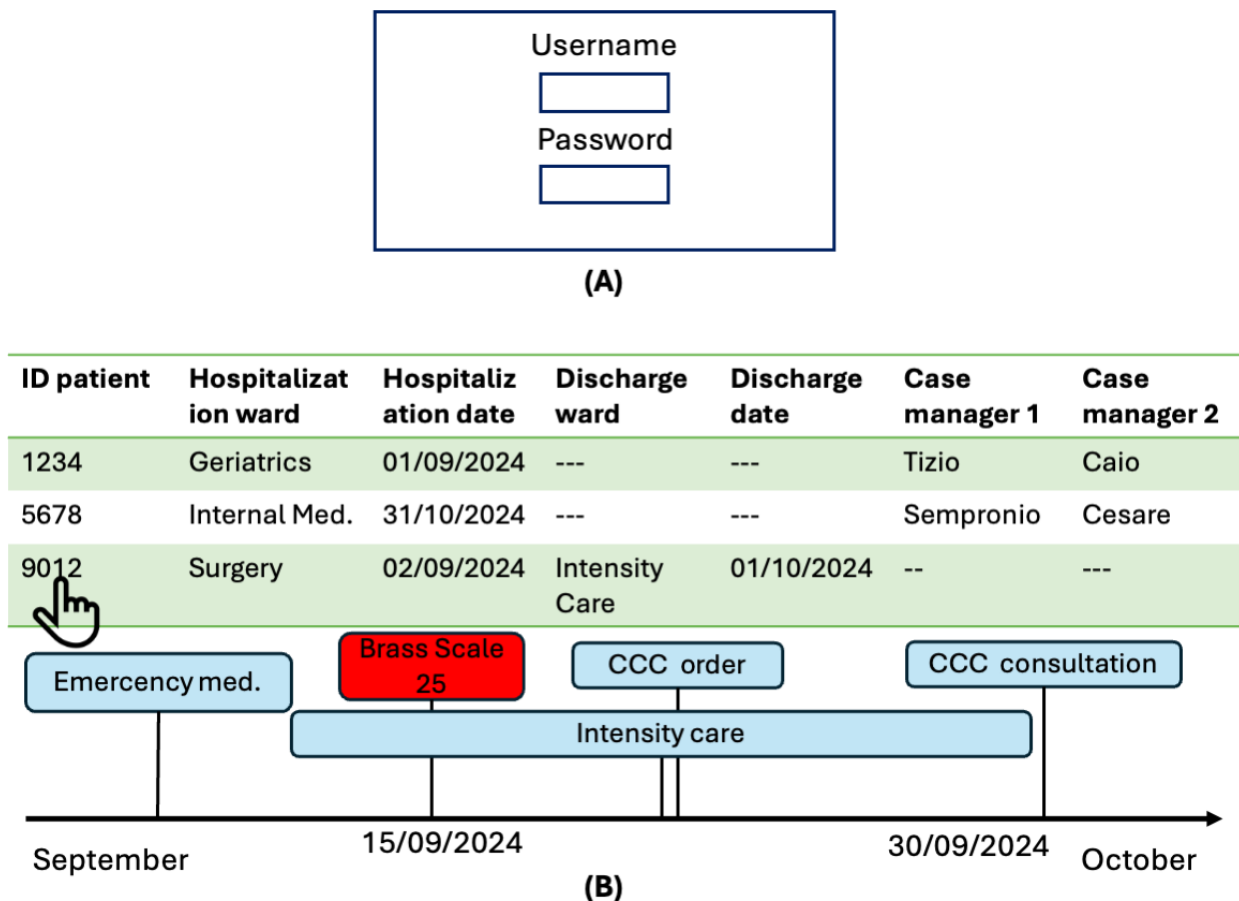 Username
Password
(A)
ID patient Hospitalizat Hospitaliz Discharge Discharge Case Case
ion ward ation date ward date manager 1 manager 2
1234 Geriatrics 01/09/2024 --- --- Tizio Caio
5678 Internal Med. 31/10/2024 --- --- Sempronio Cesare
9012 Surgery 02/09/2024 Intensity 01/10/2024 -- ---
Care
Brass Scale
25
CCC order
CCC consultation
Emercency med.
Intensity care
15/09/2024
30/09/2024
September
October
(B)